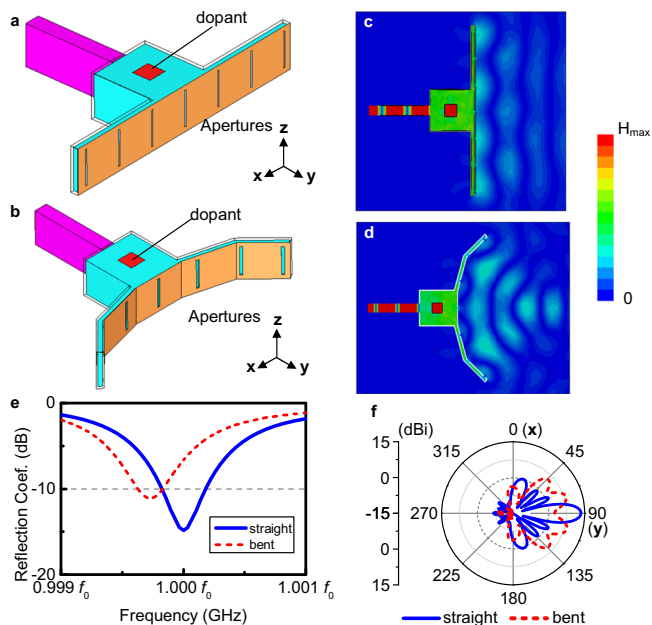 a
dopant
Apertures
z
x
y
b
dopant
Apertures
z
x
y
c
d
Hmax
0
e
Reflection Coef. (dB)
0
-10
-20
straight
bent
0.999 f0
1.000 f0
1.001 f0
Frequency (GHz)
f
(dBi)
15
0
-15
0
15
0 (x)
45
90
(y)
135
180
225
270
315
straight
bent